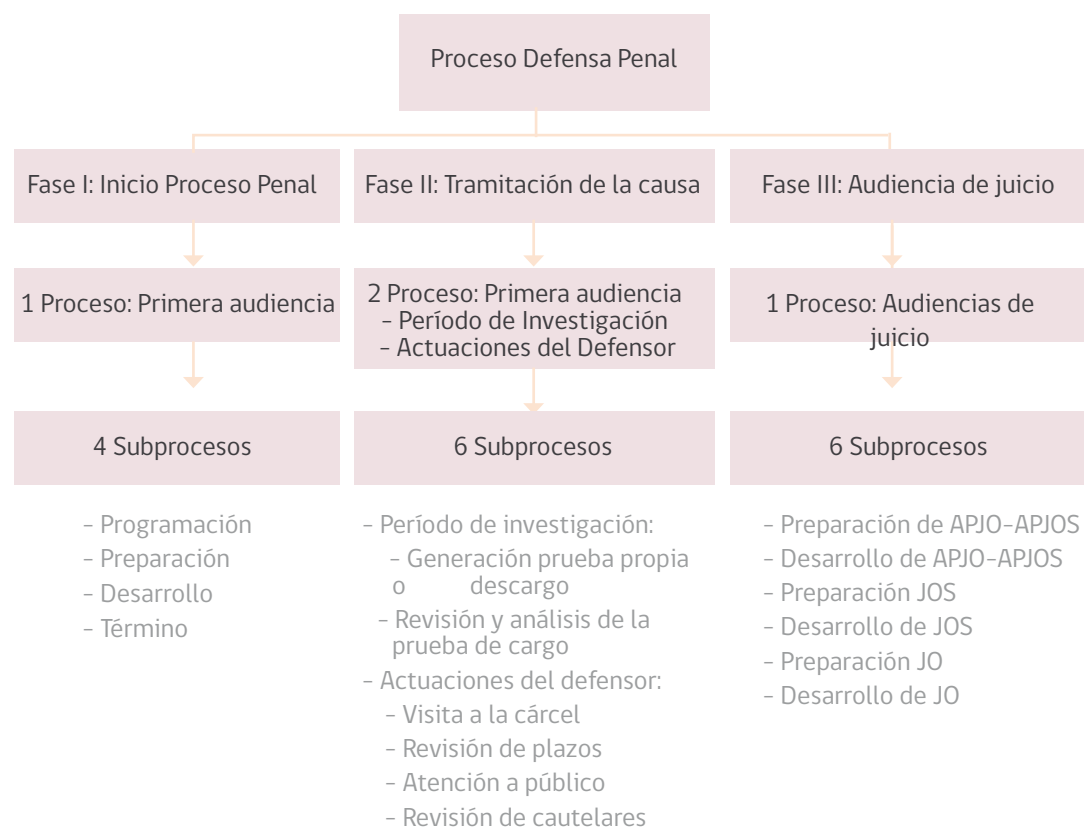 Proceso Defensa Penal
Fase I: Inicio Proceso Penal
Fase II: Tramitación de la causa
Fase III: Audiencia de juicio
1 Proceso: Primera audiencia
2 Proceso: Primera audiencia
- Período de Investigación
- Actuaciones del Defensor
1 Proceso: Audiencias de
juicio
4 Subprocesos
6 Subprocesos
6 Subprocesos
- Programación
- Preparación
- Desarrollo
- Término
- Período de investigación:
- Generación prueba propia
o descargo
- Revisión y análisis de la
prueba de cargo
- Actuaciones del defensor:
- Visita a la cárcel
- Revisión de plazos
- Atención a público
- Revisión de cautelares
- Preparación de APJO-APJOS
- Desarrollo de APJO-APJOS
- Preparación JOS
- Desarrollo de JOS
- Preparación JO
- Desarrollo de JO